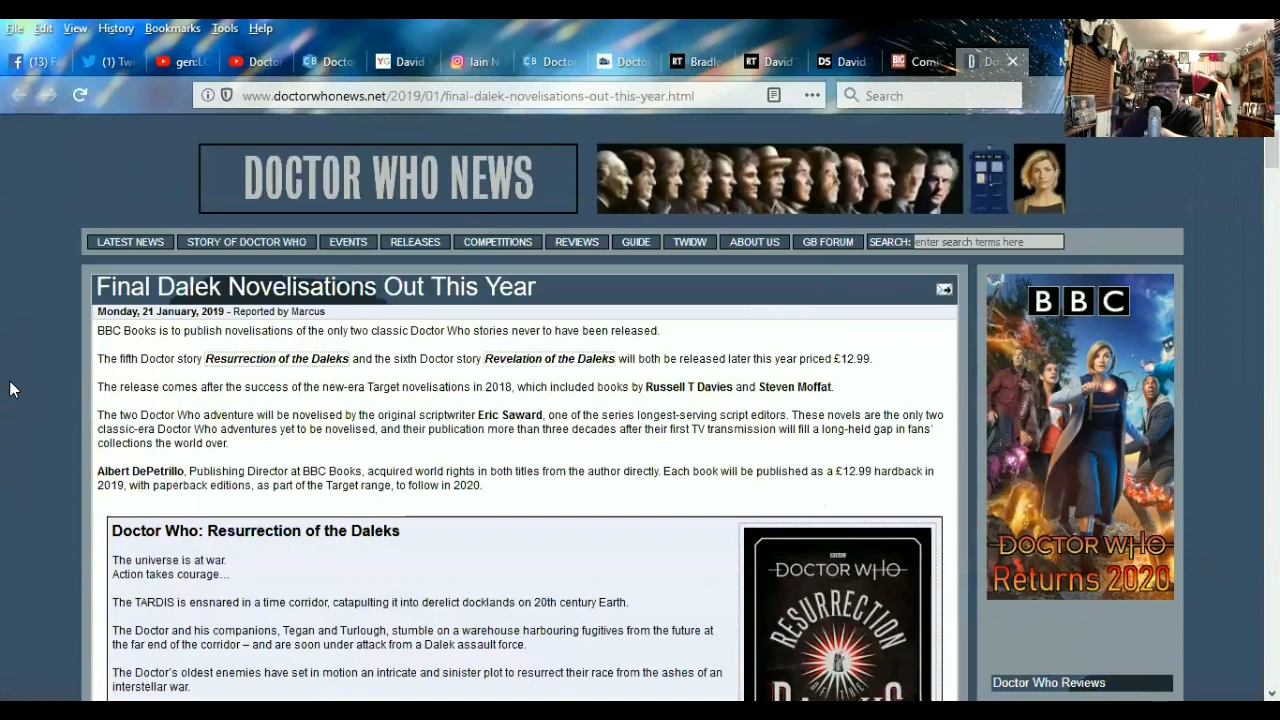 File Edit View History Bookmarks Tools Help
(13) Fa (1) Tw gen:LO Doctor Docto David Iain N Docto Docto Bradle David David Comi Do
www.doctorwhonews.net/2019/01/final-dalek-novelisations-out-this-year.html Search
DOCTOR WHO NEWS
LATEST NEWS STORY OF DOCTOR WHO EVENTS RELEASES COMPETITIONS REVIEWS GUIDE TWIDW ABOUT US GB FORUM SEARCH: enter search terms here
Final Dalek Novelisations Out This Year
Monday, 21 January, 2019 - Reported by Marcus
BBC Books is to publish novelisations of the only two classic Doctor Who stories never to have been released.
The fifth Doctor story Resurrection of the Daleks and the sixth Doctor story Revelation of the Daleks will both be released later this year priced £12.99.
The release comes after the success of the new-era Target novelisations in 2018, which included books by Russell T Davies and Steven Moffat.
The two Doctor Who adventure will be novelised by the original scriptwriter Eric Saward, one of the series longest-serving script editors. These novels are the only two
classic-era Doctor Who adventures yet to be novelised, and their publication more than three decades after their first TV transmission will fill a long-held gap in fans'
collections the world over.
Albert DePetrillo, Publishing Director at BBC Books, acquired world rights in both titles from the author directly. Each book will be published as a £12.99 hardback in
2019, with paperback editions, as part of the Target range, to follow in 2020.
Doctor Who: Resurrection of the Daleks
The universe is at war.
Action takes courage...
The TARDIS is ensnared in a time corridor, catapulting it into derelict docklands on 20th century Earth.
The Doctor and his companions, Tegan and Turlough, stumble on a warehouse harbouring fugitives from the future at
the far end of the corridor – and are soon under attack from a Dalek assault force.
The Doctor's oldest enemies have set in motion an intricate and sinister plot to resurrect their race from the ashes of an
interstellar war.
BBC
DOCTOR WHO
RESURRECTION
OF THE
BBC
DOCTOR WHO
Returns 2020
Doctor Who Reviews